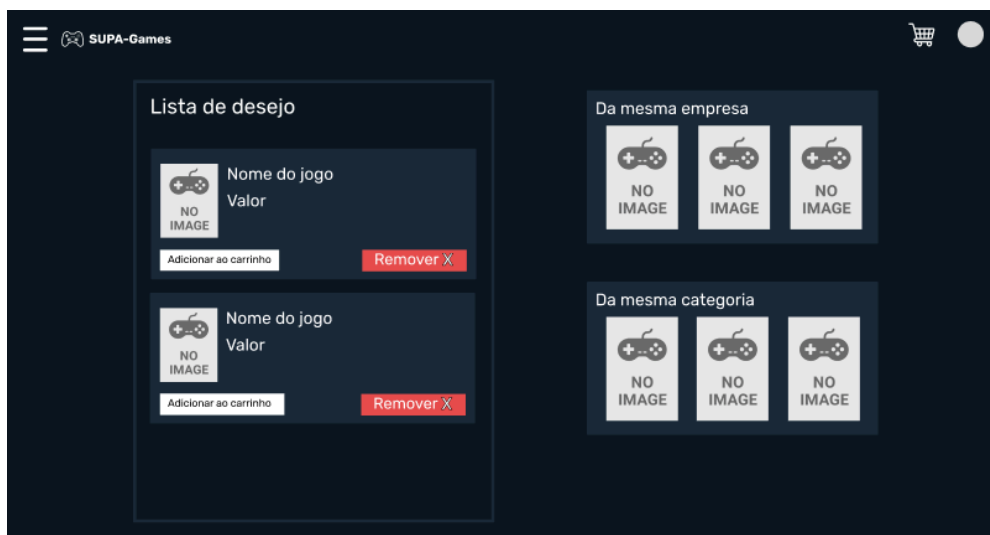 SUPA-Games
Lista de desejo
Nome do jogo
Valor
NO
IMAGE
Adicionar ao carrinho
Remover X
Nome do jogo
Valor
NO
IMAGE
Adicionar ao carrinho
Remover X
Da mesma empresa
NO IMAGE
NO IMAGE
NO IMAGE
Da mesma categoria
NO IMAGE
NO IMAGE
NO IMAGE